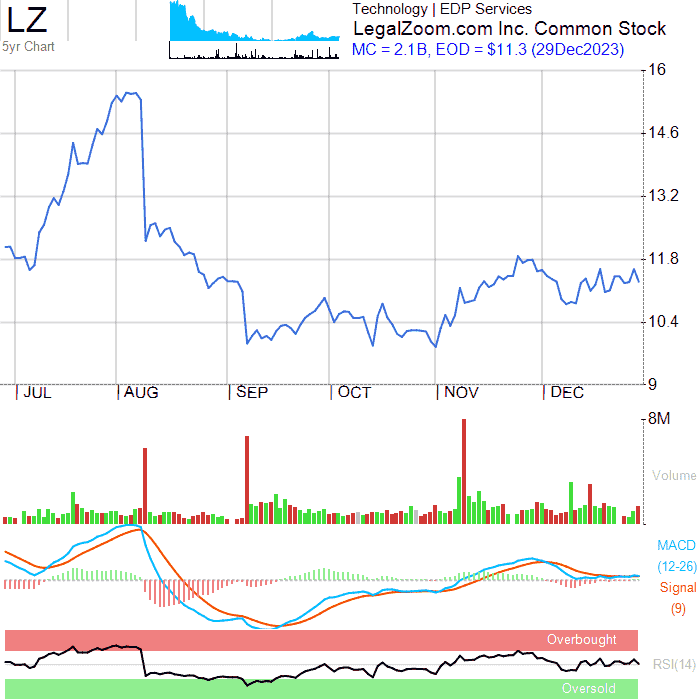 LZ
5yr Chart
Technology | EDP Services
LegalZoom.com Inc. Common Stock
MC = 2.1B, EOD = $11.3 (29Dec2023)
16
14.6
13.2
11.8
10.4
9
JUL AUG SEP OCT NOV DEC
8M
Volume
MACD
(12-26)
Signal
(9)
Overbought
RSI(14)
Oversold